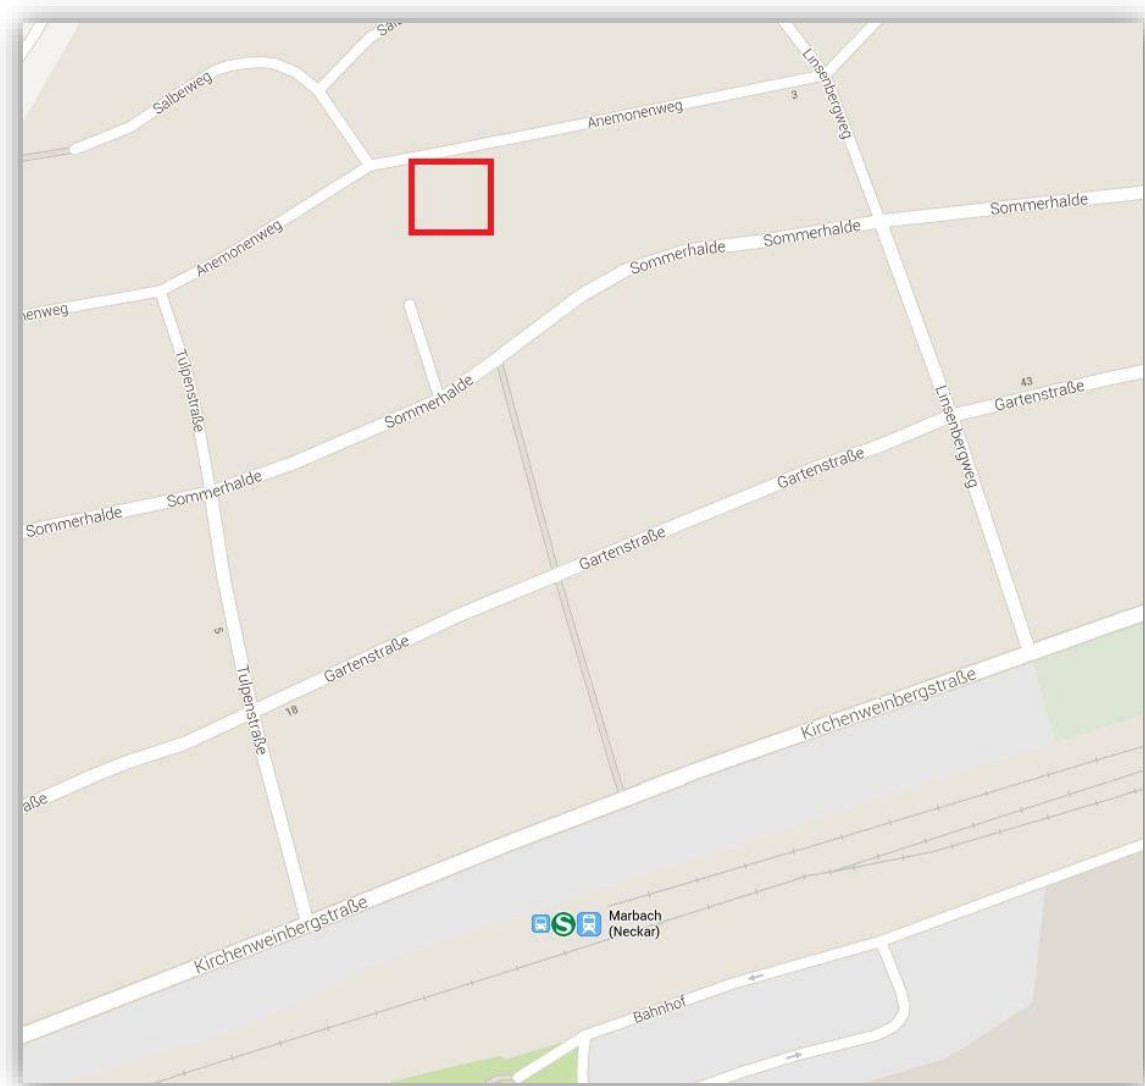 Salbeiweg
Linsenbergweg
3
Anemonenweg
Sommerhalde
Sommerhalde
Sommerhalde
Anemonenweg
enweg
Tulpenstraße
43
Gartenstraße
Linsenbergweg
Sommerhalde
Gartenstraße
Sommerhalde
Sommerhalde
Gartenstraße
5
Gartenstraße
Tulpenstraße
18
Kirchenweinbergstraße
aße
Marbach
(Neckar)
Kirchenweinbergstraße
Bahnhof